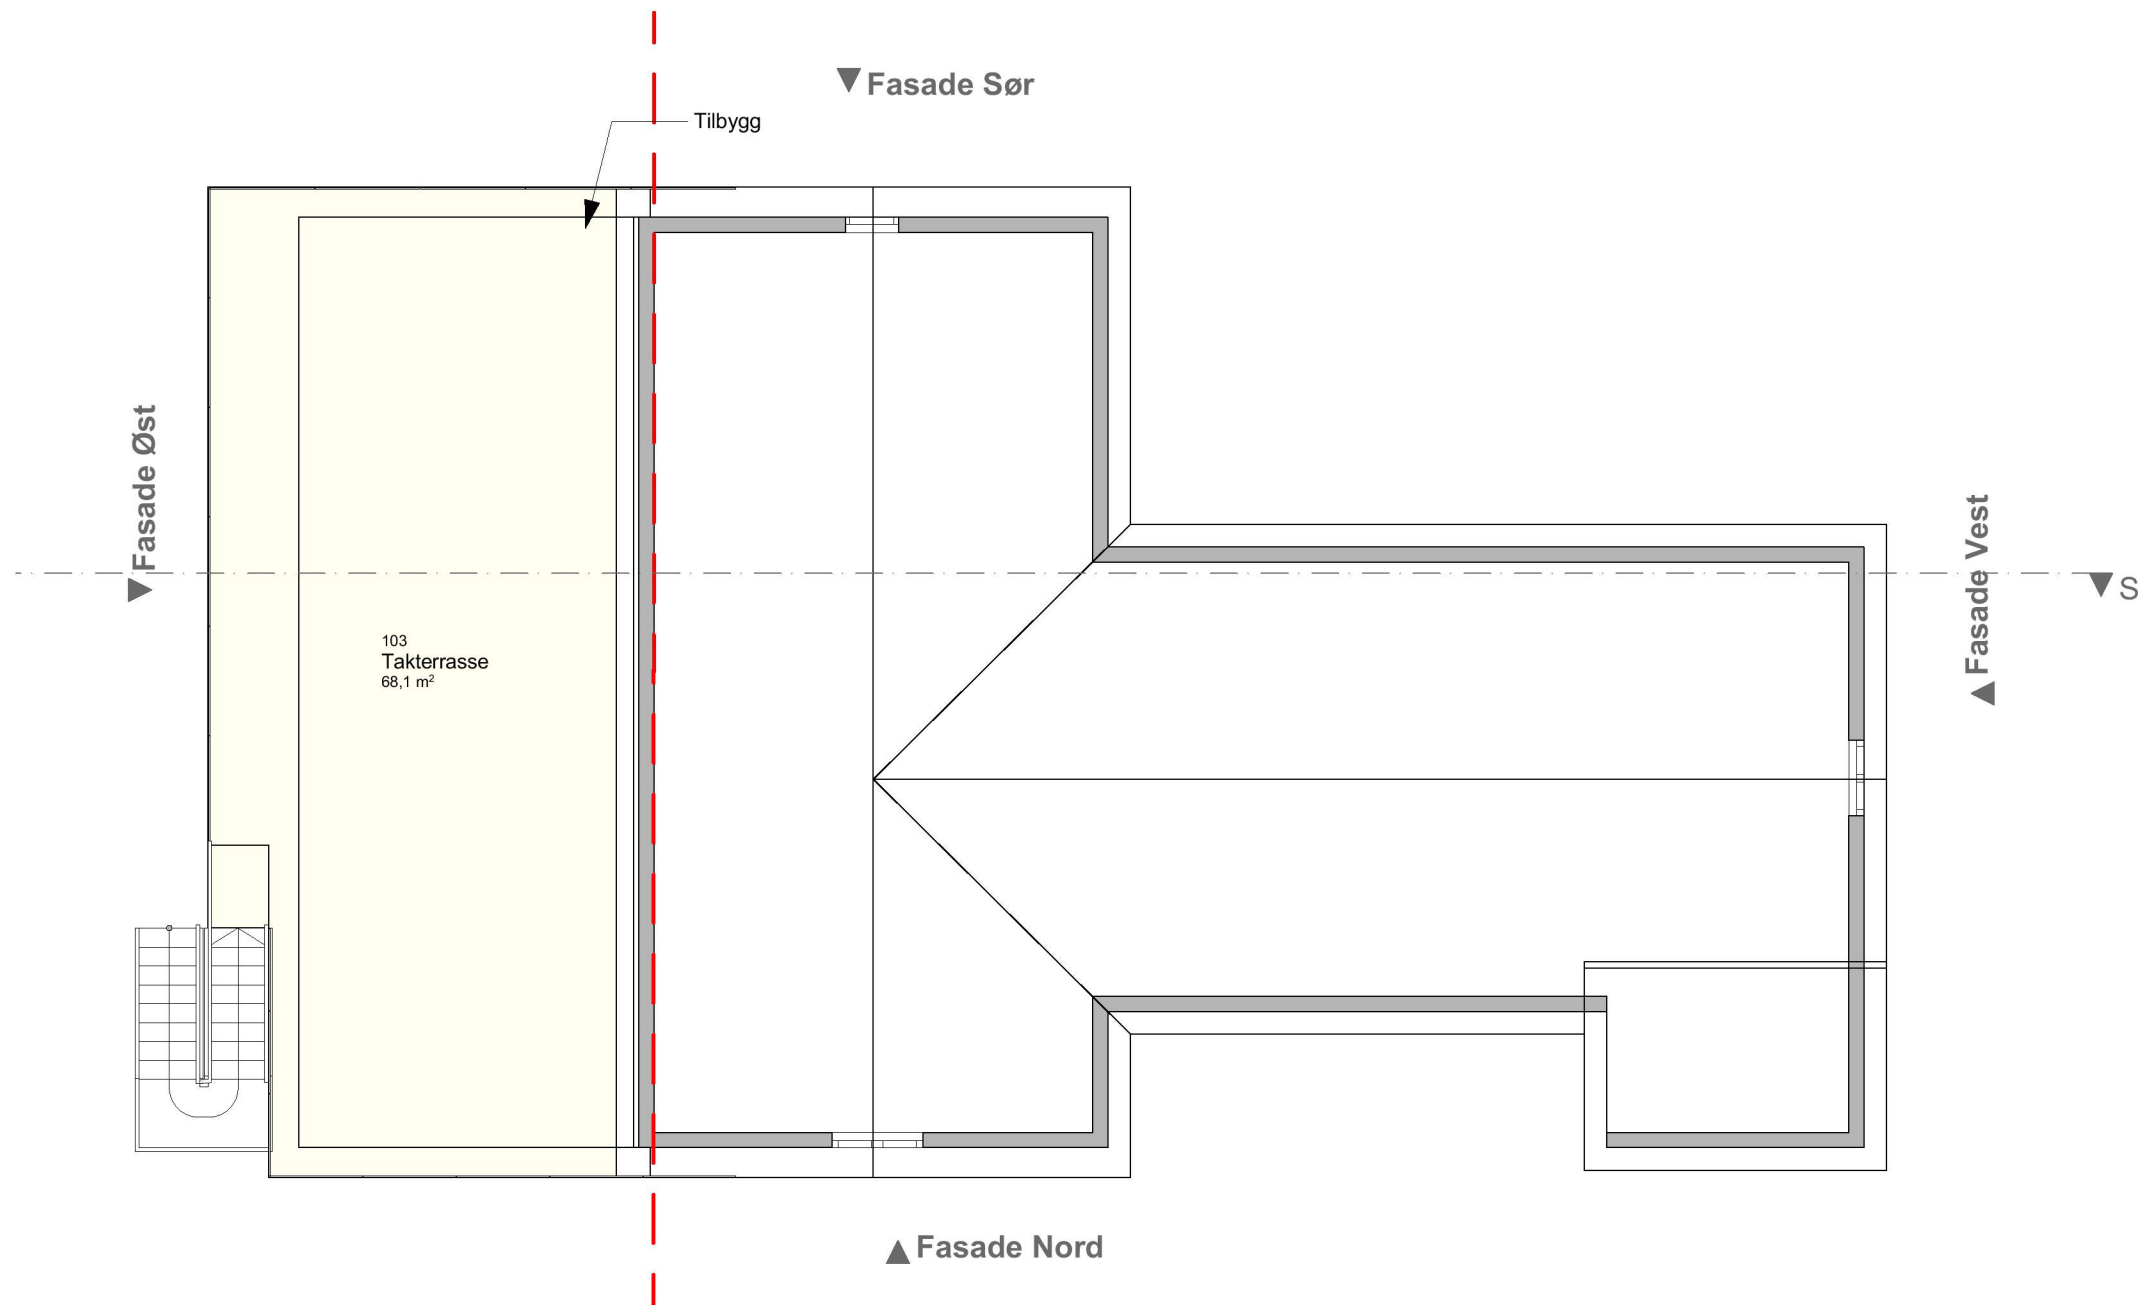 Fasade Sør
Tilbygg
Fasade Øst
Fasade Vest
S
103
Takterrasse
68,1 m²
Fasade Nord